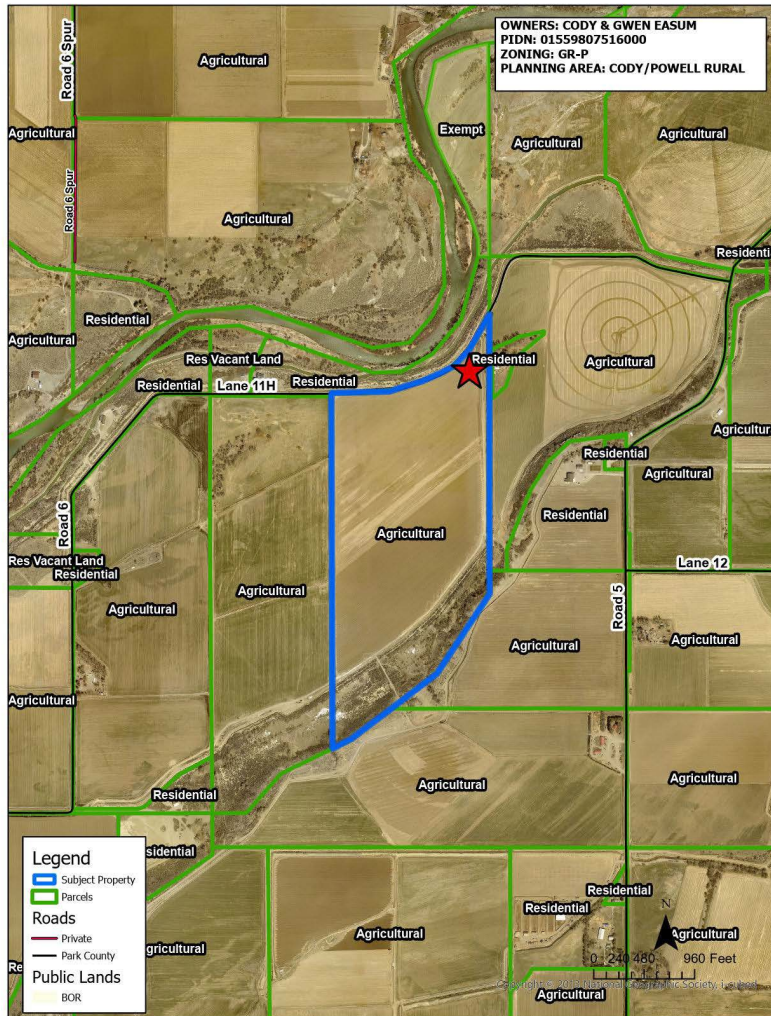 OWNERS: CODY & GWEN EASUM
PIDN: 01559807516000
ZONING: GR-P
PLANNING AREA: CODY/POWELL RURAL
Road 6 Spur
Agricultural
Agricultural
Exempt
Agricultural
Agricultural
Road 6 Spur
Agricultural
Residential
Agricultural
Residential
Res Vacant Land
Residential
Agricultural
Residential
Lane 11H
Residential
Agricultural
Residential
Agricultural
Road 6
Residential
Agricultural
Res Vacant Land
Residential
Lane 12
Agricultural
Road 5
Agricultural
Agricultural
Agricultural
Agricultural
Residential
Legend
Subject Property
Parcels
Roads
Private
Park County
Public Lands
BOR
sidential
Agricultural
Residential
Residential
Agricultural
N
0 240 480 960 Feet
Agricultural